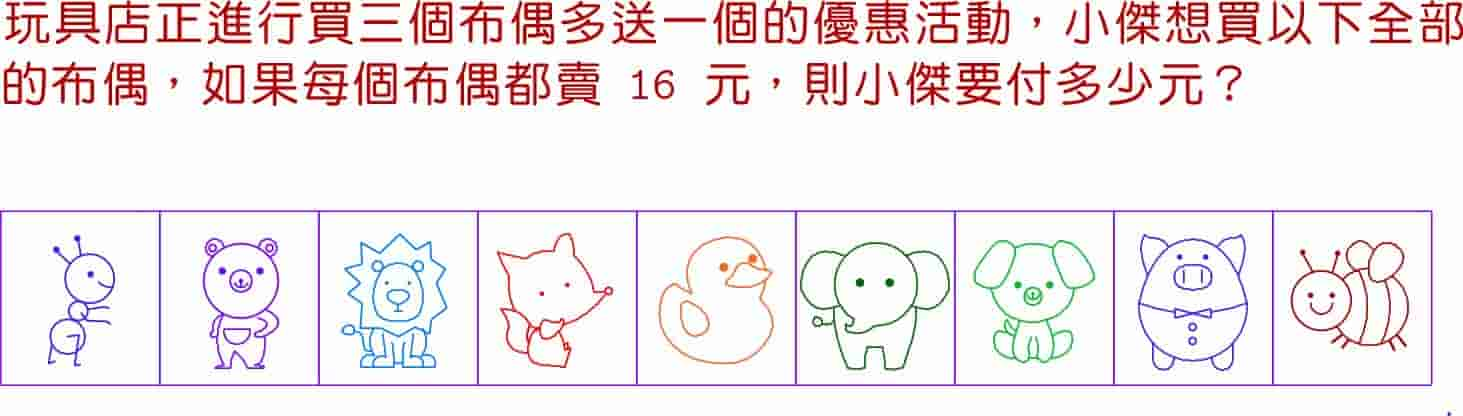 玩具店正進行買三個布偶多送一個的優惠活動，小傑想買以下全部
的布偶，如果每個布偶都賣 16 元，則小傑要付多少元？